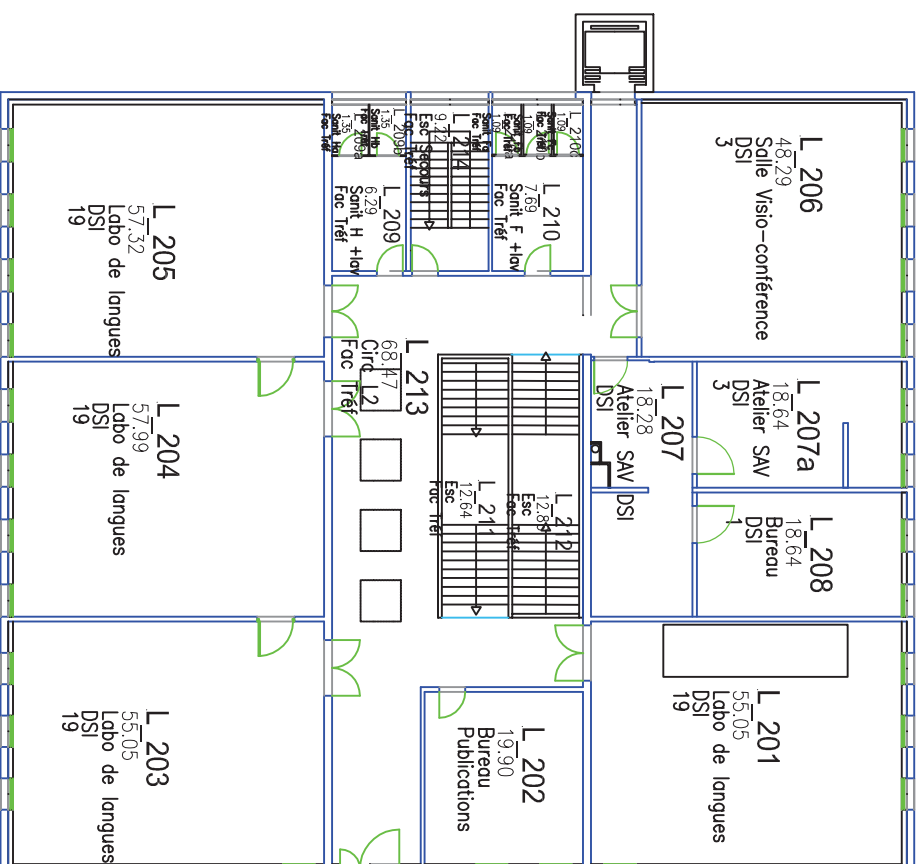 L_206
48.29
Salle Visio-conférence
DSI
3
L_205
57.32
Labo de langues
DSI
19
L_209
6.29
Sanit H +lav
Fac Tréf
L_214
9.22
Esc Secours
Fac Tréf
L_210
7.69
Sanit F +lav
Fac Tréf
L_213
68.47
Circ L2
Fac Tréf
L_204
57.99
Labo de langues
DSI
19
L_211
12.64
Esc
Fac Tréf
L_212
Esc
Fac Tréf
L_207
18.28
Atelier SAV
DSI
DSI
L_207a
18.64
Atelier SAV
DSI
3
L_208
18.64
Bureau
DSI
1
L_203
55.05
Labo de langues
DSI
19
L_202
19.90
Bureau
Publications
L_201
55.05
Labo de langues
DSI
19